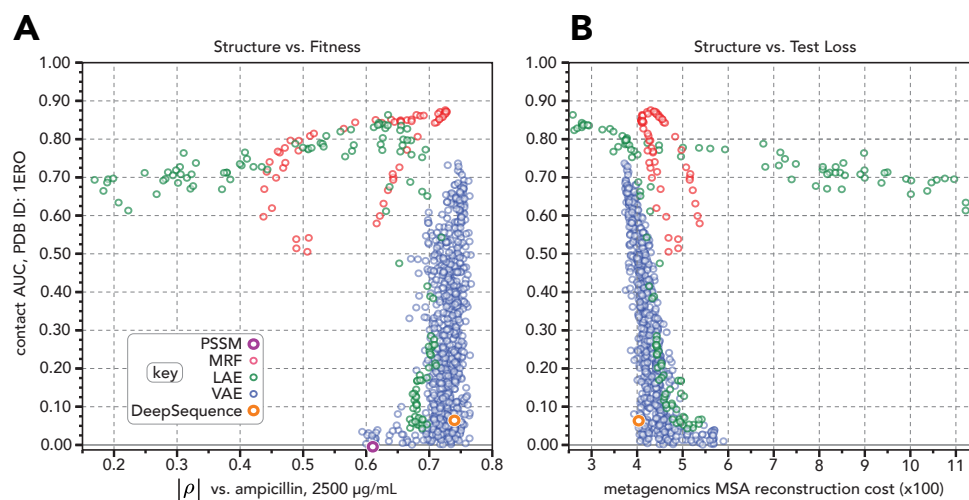 A
B
Structure vs. Fitness
Structure vs. Test Loss
contact AUC, PDB ID: 1ERO
1.00
0.90
0.80
0.70
0.60
0.50
0.40
0.30
0.20
0.10
0.00
PSSM
MRF
key
LAE
VAE
DeepSequence
0.2 0.3 0.4 0.5 0.6 0.7 0.8
|ρ| vs. ampicillin, 2500 µg/mL
1.00
0.90
0.80
0.70
0.60
0.50
0.40
0.30
0.20
0.10
0.00
3 4 5 6 7 8 9 10 11
metagenomics MSA reconstruction cost (x100)